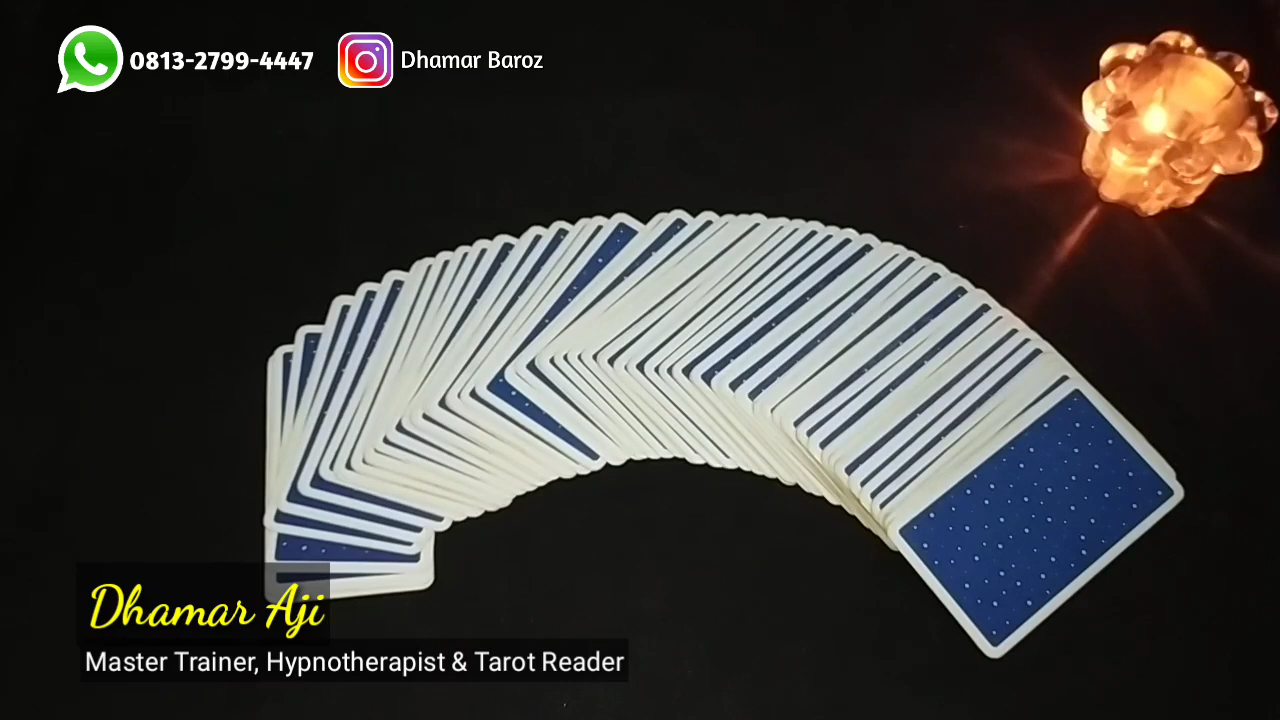 0813-2799-4447 Dhamar Baroz
Dhamar Aji
Master Trainer, Hypnotherapist & Tarot Reader